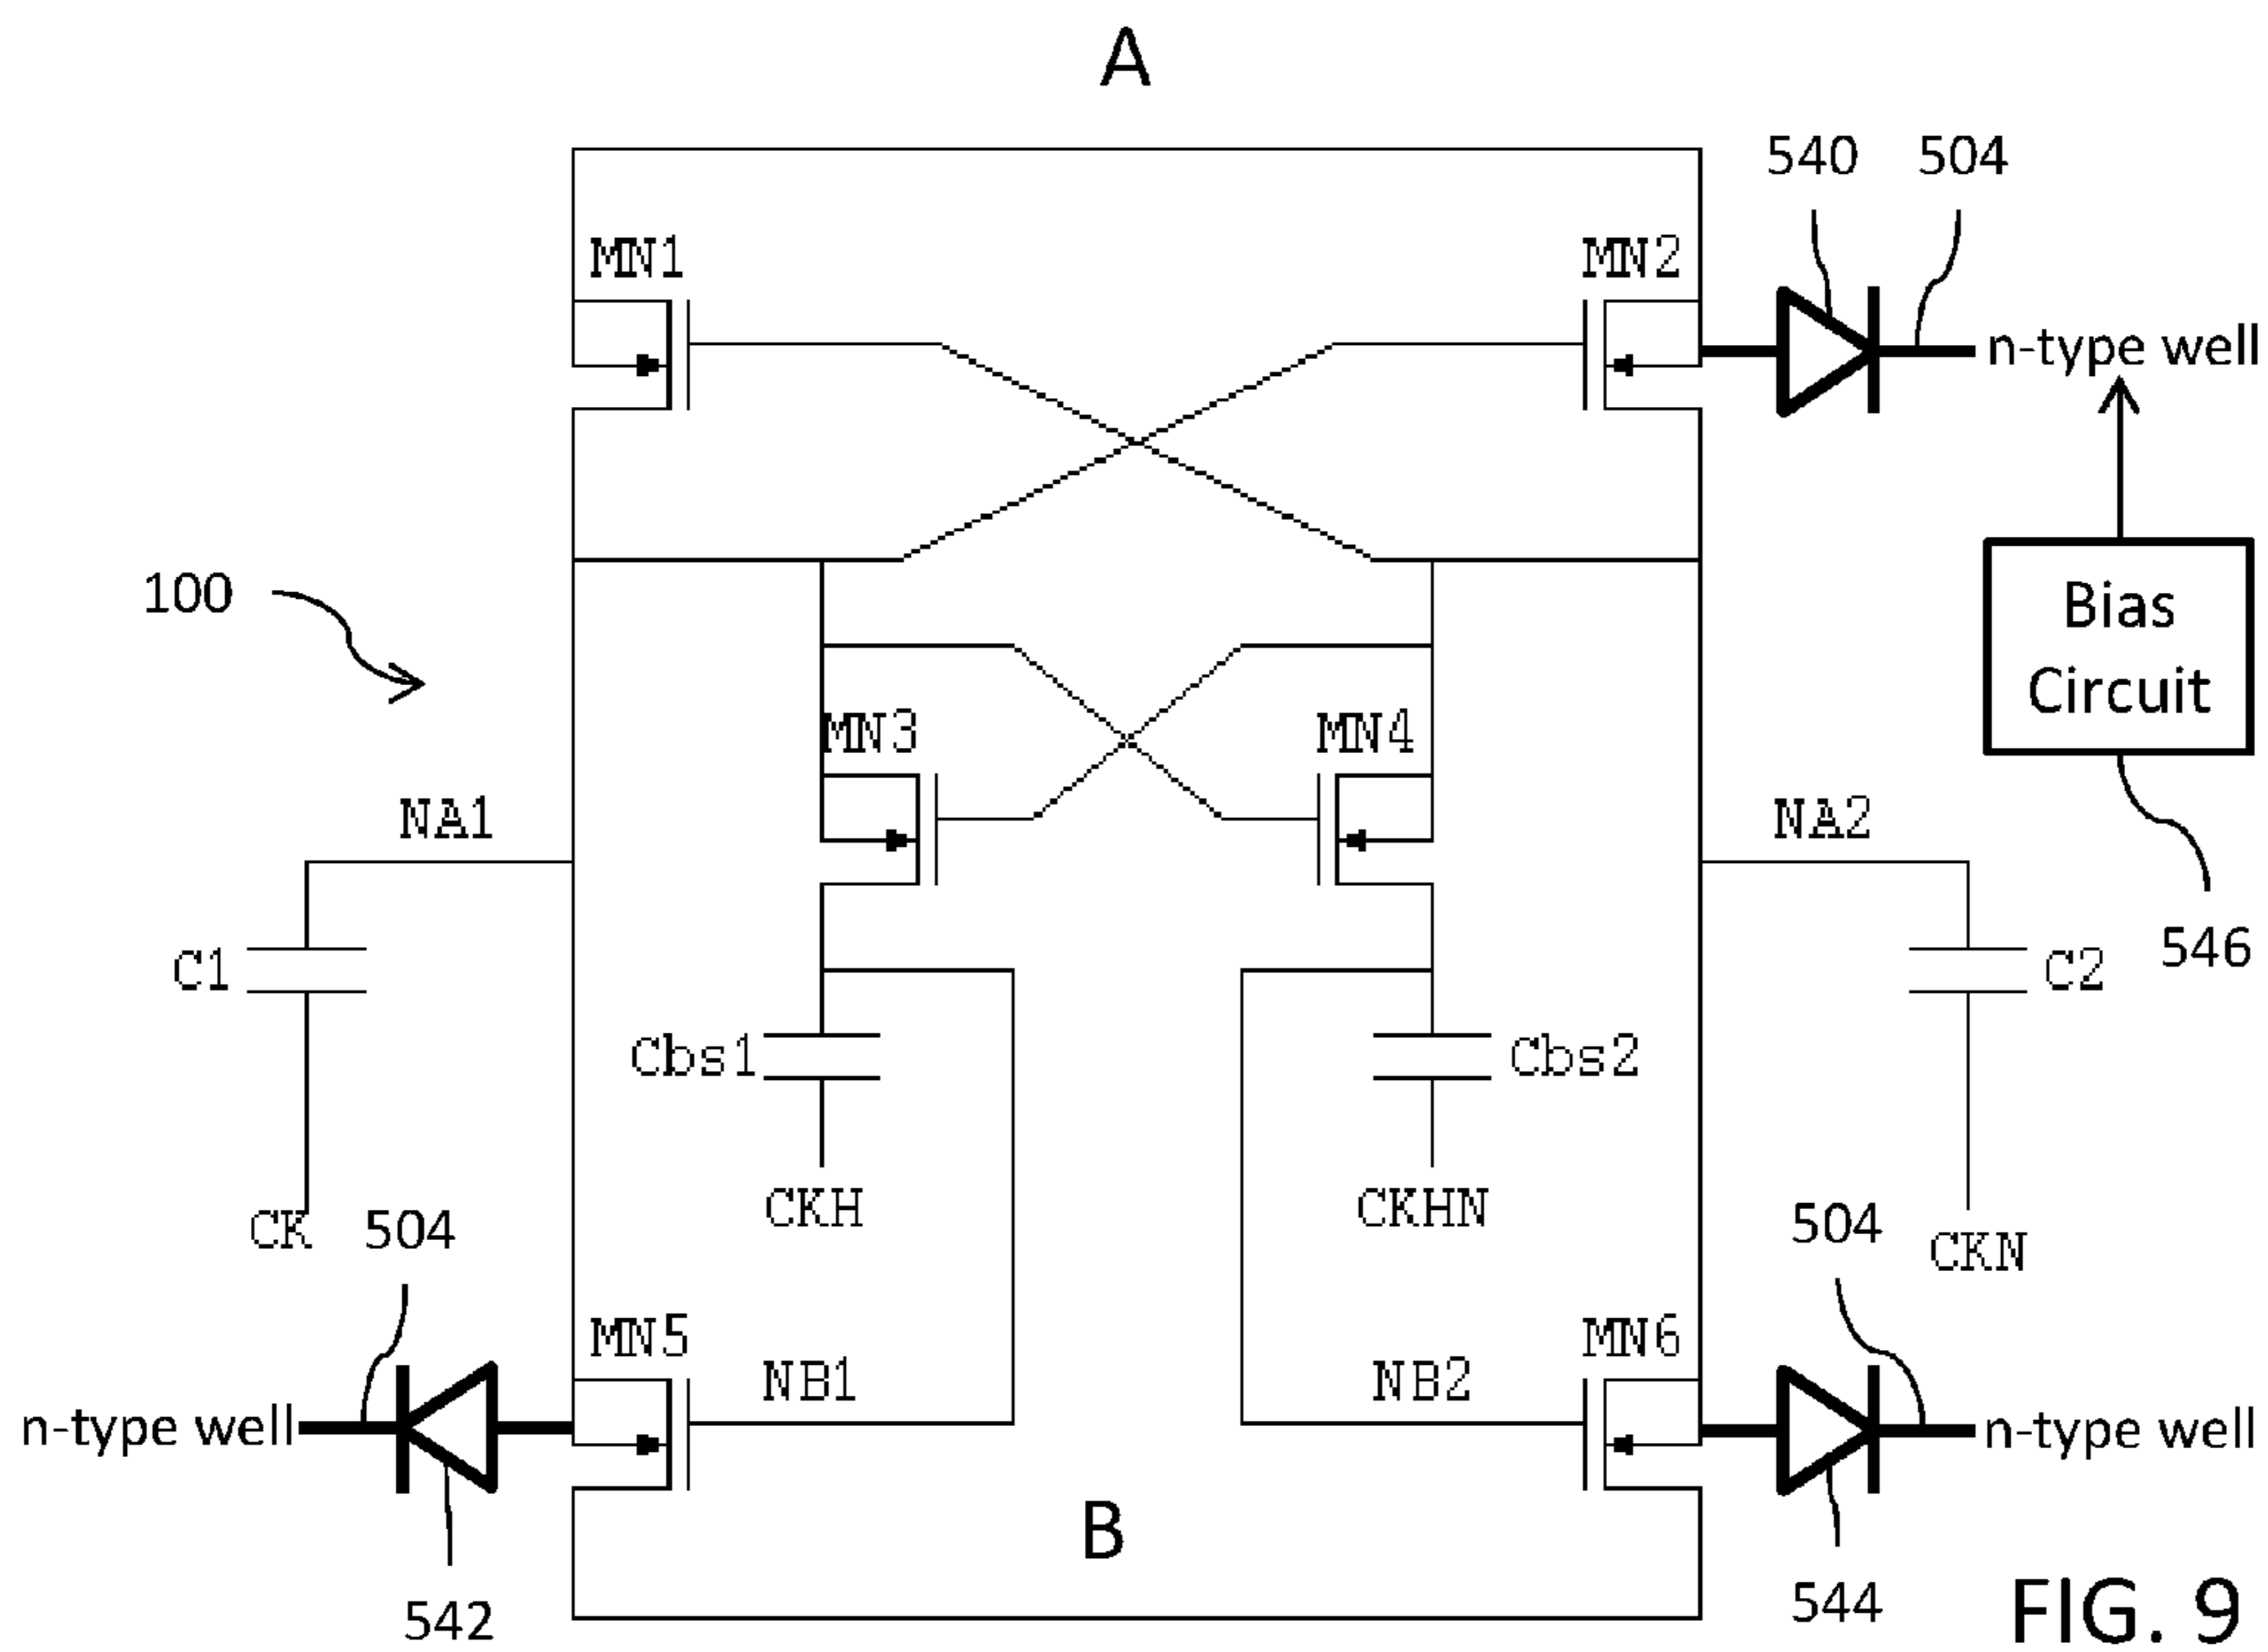 A
540
504
MN1
MN2
n-type well
100
Bias
Circuit
MN3
MN4
NA1
NA2
C1
C2
546
Cbs1
Cbs2
CKH
CKHN
CK
504
504
CKN
MN5
MN6
NB1
NB2
n-type well
n-type well
B
542
544
FIG. 9